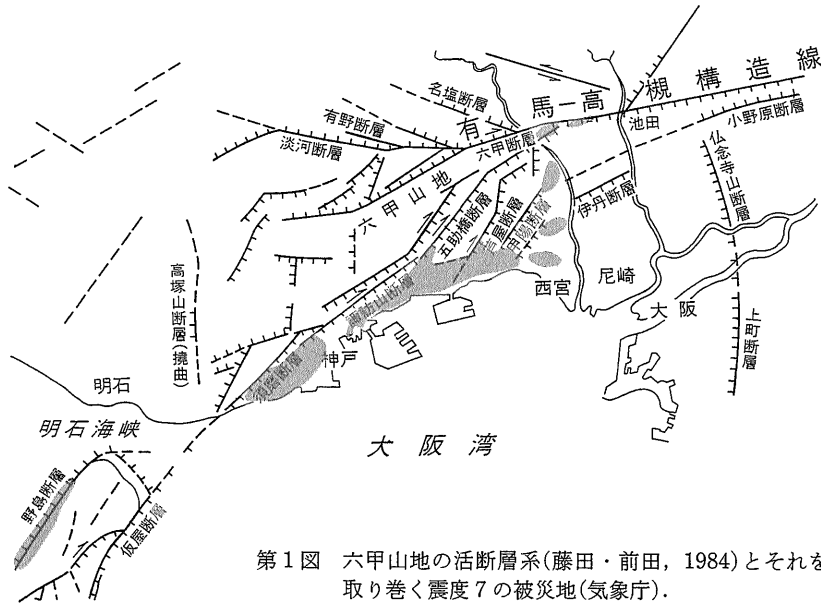 名塩断層
有馬-高槻構造線
有野断層
淡河断層
六甲断層
池田
小野原断層
仏念寺山断層
六甲山地
五助橋断層
芦屋断層
甲陽断層
伊丹断層
高塚山断層(撓曲)
諏訪山断層
西宮
尼崎
大阪
上町断層
須磨断層
神戸
明石
明石海峡
大阪湾
野島断層
仮屋断層
第1図 六甲山地の活断層系(藤田・前田, 1984)とそれを
取り巻く震度7の被災地(気象庁).